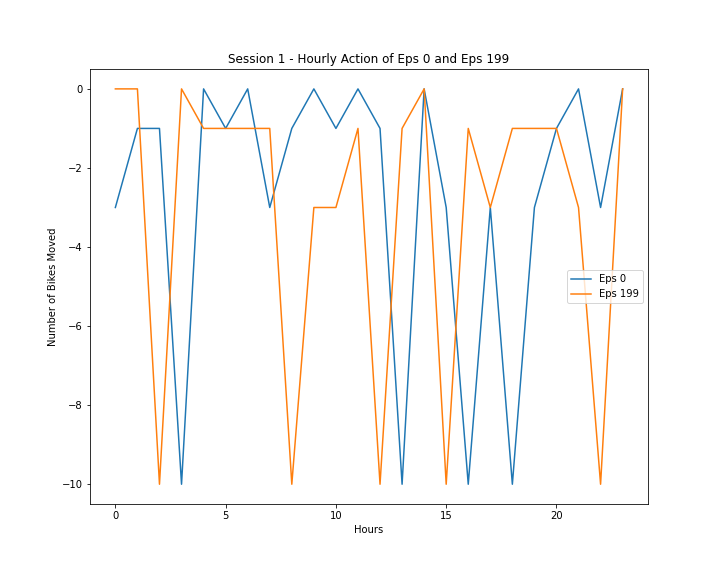 Session 1 - Hourly Action of Eps 0 and Eps 199
Number of Bikes Moved
0
−2
−4
−6
−8
−10
0 5 10 15 20
Hours
Eps 0
Eps 199